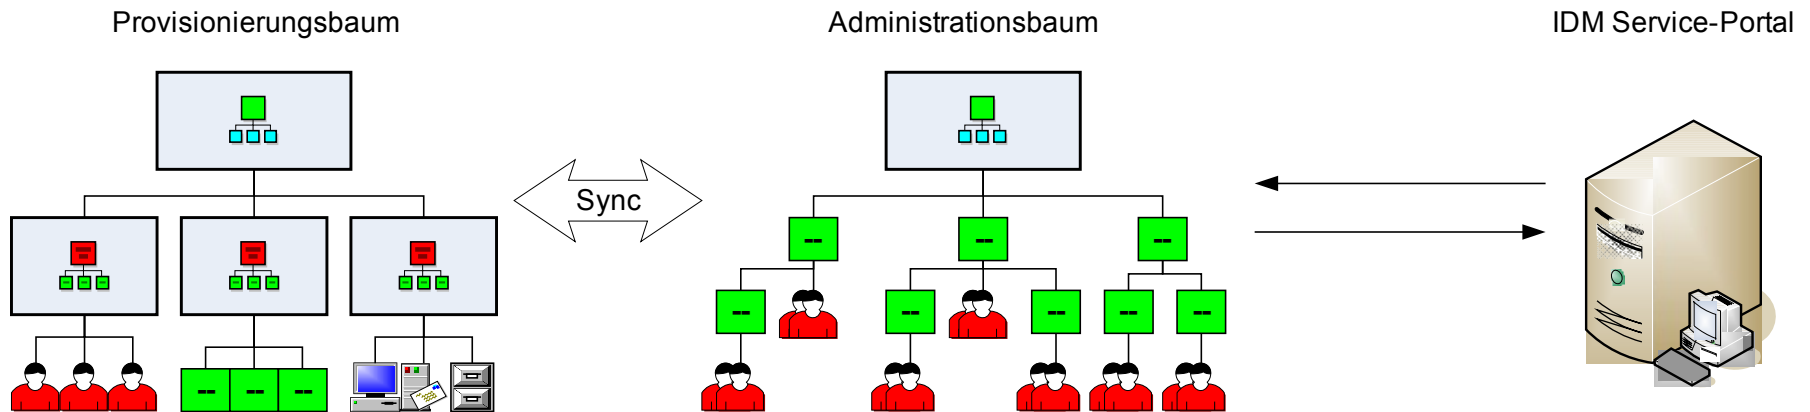 Provisionierungsbaum
Administrationsbaum
IDM Service-Portal
Sync